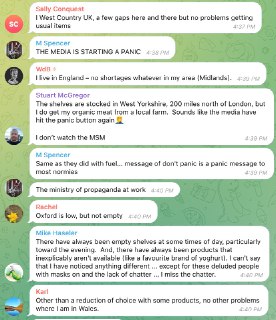 Sally Conquest
I West Country UK, a few gaps here and there but no problems getting
usual items
4:37 PM
M Spencer
THE MEDIA IS STARTING A PANIC
4:38 PM
I live in England – no shortages whatever in my area (Midlands).
4:39 PM
Stuart McGregor
The shelves are stocked in West Yorkshire, 200 miles north of London, but
I do get my organic meat from a local farm. Sounds like the media have
hit the panic button again🤦
I don't watch the MSM
4:39 PM
M Spencer
Same as they did with fuel... message of don't panic is a panic message to
most normies
4:39 PM
The ministry of propaganda at work
4:40 PM
Rachel
Oxford is low, but not empty
4:40 PM
Mike Haseler
There have always been empty shelves at some times of day, particularly
toward the evening. And, there have always been products that
inexplicably aren't available (like a favourite brand of yoghurt). I can't say
that I have noticed anything different ... except for these deluded people
with masks on and the lack of chatter ... I miss the chatter.
4:40 PM
Karl
Other than a reduction of choice with some products, no other problems
where I am in Wales.
SC